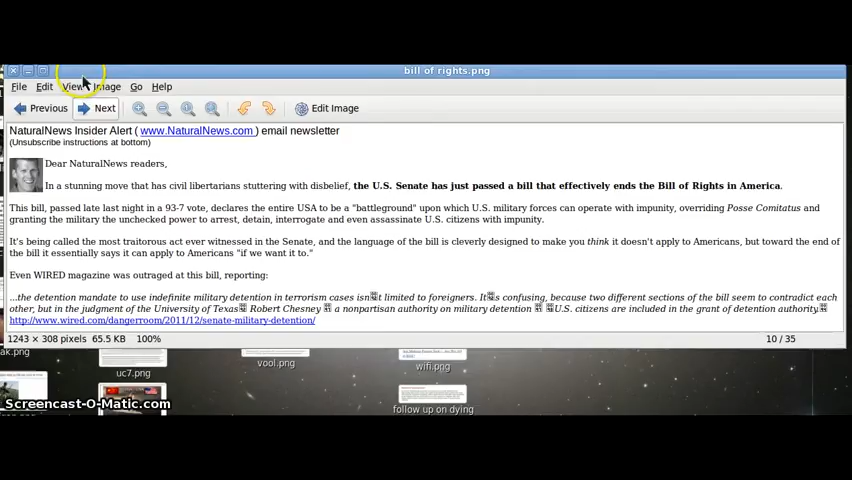 bill of rights.png
File Edit View Image Go Help
Previous Next Edit Image
NaturalNews Insider Alert ( www.NaturalNews.com ) email newsletter
(Unsubscribe instructions at bottom)
Dear NaturalNews readers,
In a stunning move that has civil libertarians stuttering with disbelief, the U.S. Senate has just passed a bill that effectively ends the Bill of Rights in America.
This bill, passed late last night in a 93-7 vote, declares the entire USA to be a "battleground" upon which U.S. military forces can operate with impunity, overriding Posse Comitatus and
granting the military the unchecked power to arrest, detain, interrogate and even assassinate U.S. citizens with impunity.
It's being called the most traitorous act ever witnessed in the Senate, and the language of the bill is cleverly designed to make you think it doesn't apply to Americans, but toward the end of
the bill it essentially says it can apply to Americans "if we want it to."
Even WIRED magazine was outraged at this bill, reporting:
...the detention mandate to use indefinite military detention in terrorism cases isn t limited to foreigners. It s confusing, because two different sections of the bill seem to contradict each
other, but in the judgment of the University of Texas Robert Chesney a nonpartisan authority on military detention U.S. citizens are included in the grant of detention authority.
http://www.wired.com/dangerroom/2011/12/senate-military-detention/
1243 × 308 pixels 65.5 KB 100% 10 / 35
ak.png
uc7.png
vool.png
wifi.png
follow up on dying
Screencast-O-Matic.com